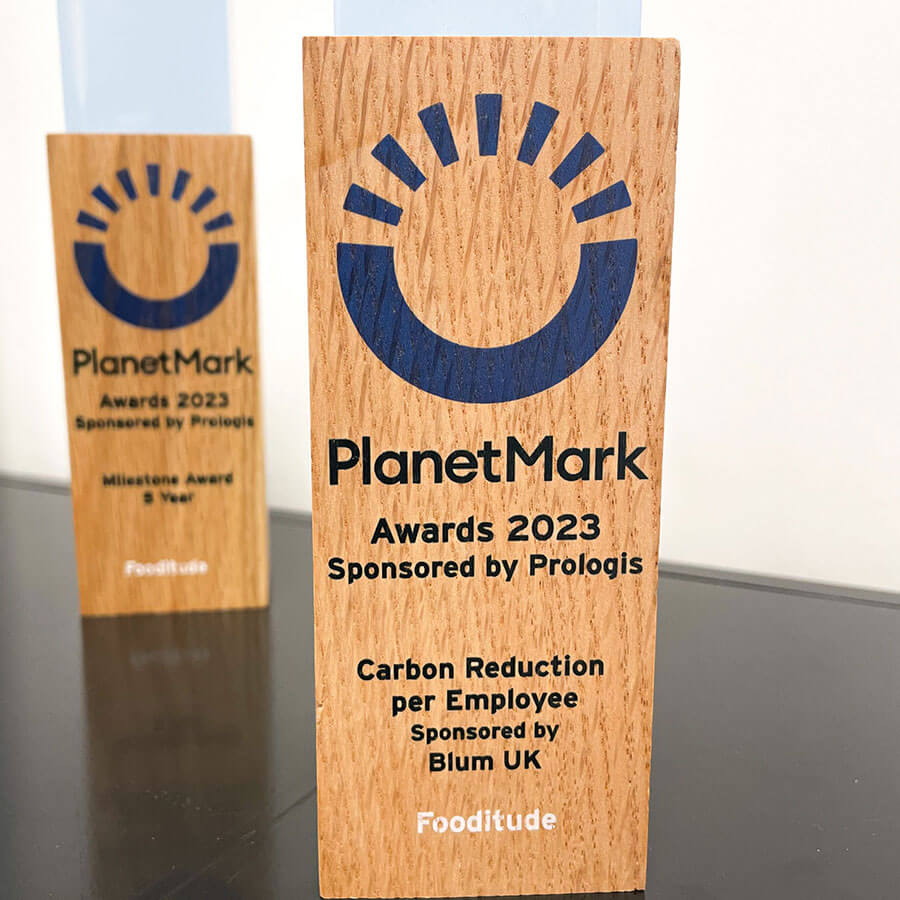 PlanetMark
Awards 2023
Sponsored by Prologis
Milestone Award
5 Year
Fooditude
PlanetMark
Awards 2023
Sponsored by Prologis
Carbon Reduction
per Employee
Sponsored by
Blum UK
Fooditude